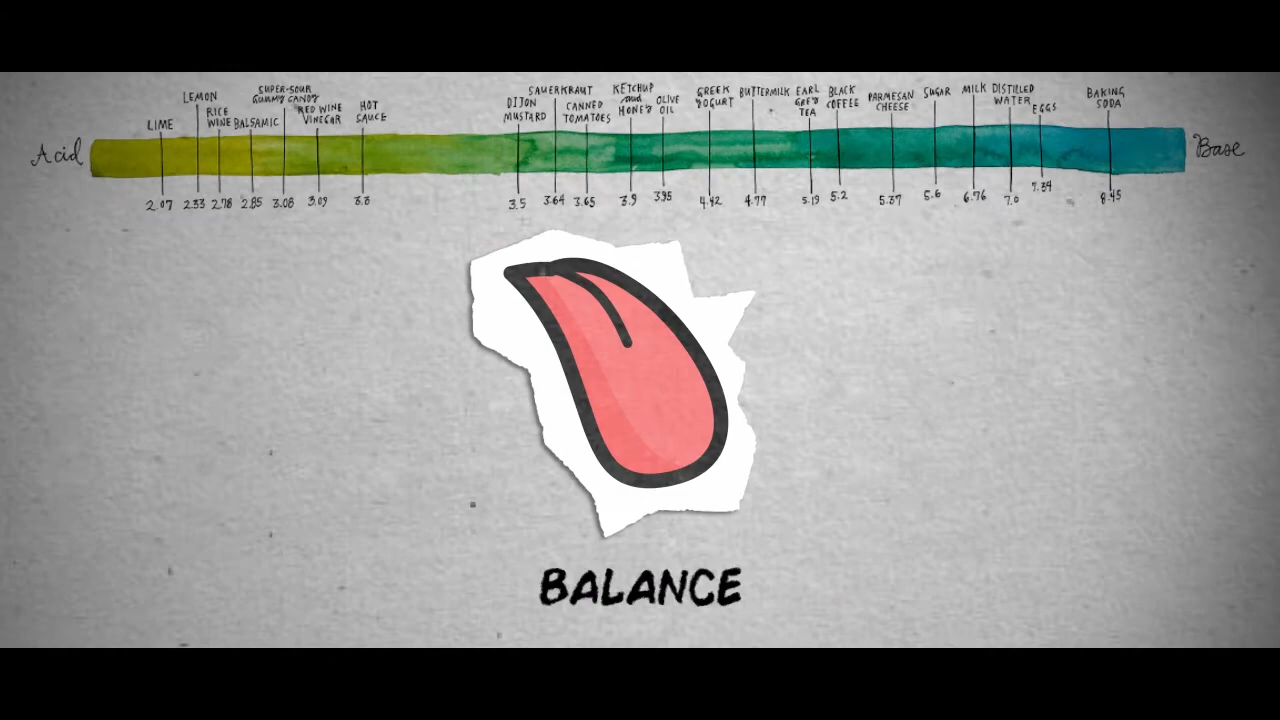 LIME
LEMON
RICE
WINE
BALSAMIC
SUPER-SOUR
GUMMY CANDY
RED WINE
VINEGAR
HOT
SAUCE
DIJON
MUSTARD
SAUERKRAUT
CANNED
TOMATOES
KETCHUP
and
HONEY
OLIVE
OIL
GREEK
YOGURT
BUTTERMILK
EARL
GREY
TEA
BLACK
COFFEE
PARMESAN
CHEESE
SUGAR
MILK
DISTILLED
WATER
EGGS
BAKING
SODA
Acid
Base
2.07
2.33
2.78
2.85
3.08
3.09
3.3
3.5
3.64
3.65
3.9
3.95
4.42
4.77
5.19
5.2
5.37
5.6
6.76
7.0
7.34
8.45
BALANCE